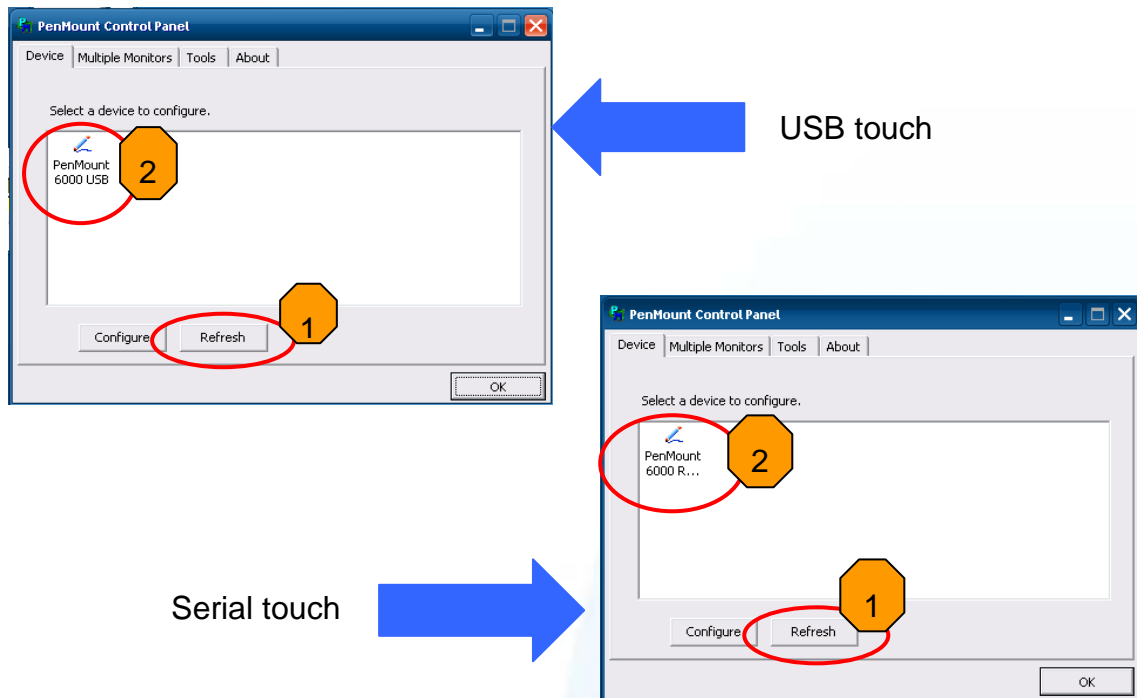 PenMount Control Panel
Device Multiple Monitors Tools About
Select a device to configure.
PenMount
6000 USB
2
1
Configure Refresh
OK
USB touch
PenMount Control Panel
Device Multiple Monitors Tools About
Select a device to configure.
PenMount
6000 R...
2
1
Configure Refresh
OK
Serial touch